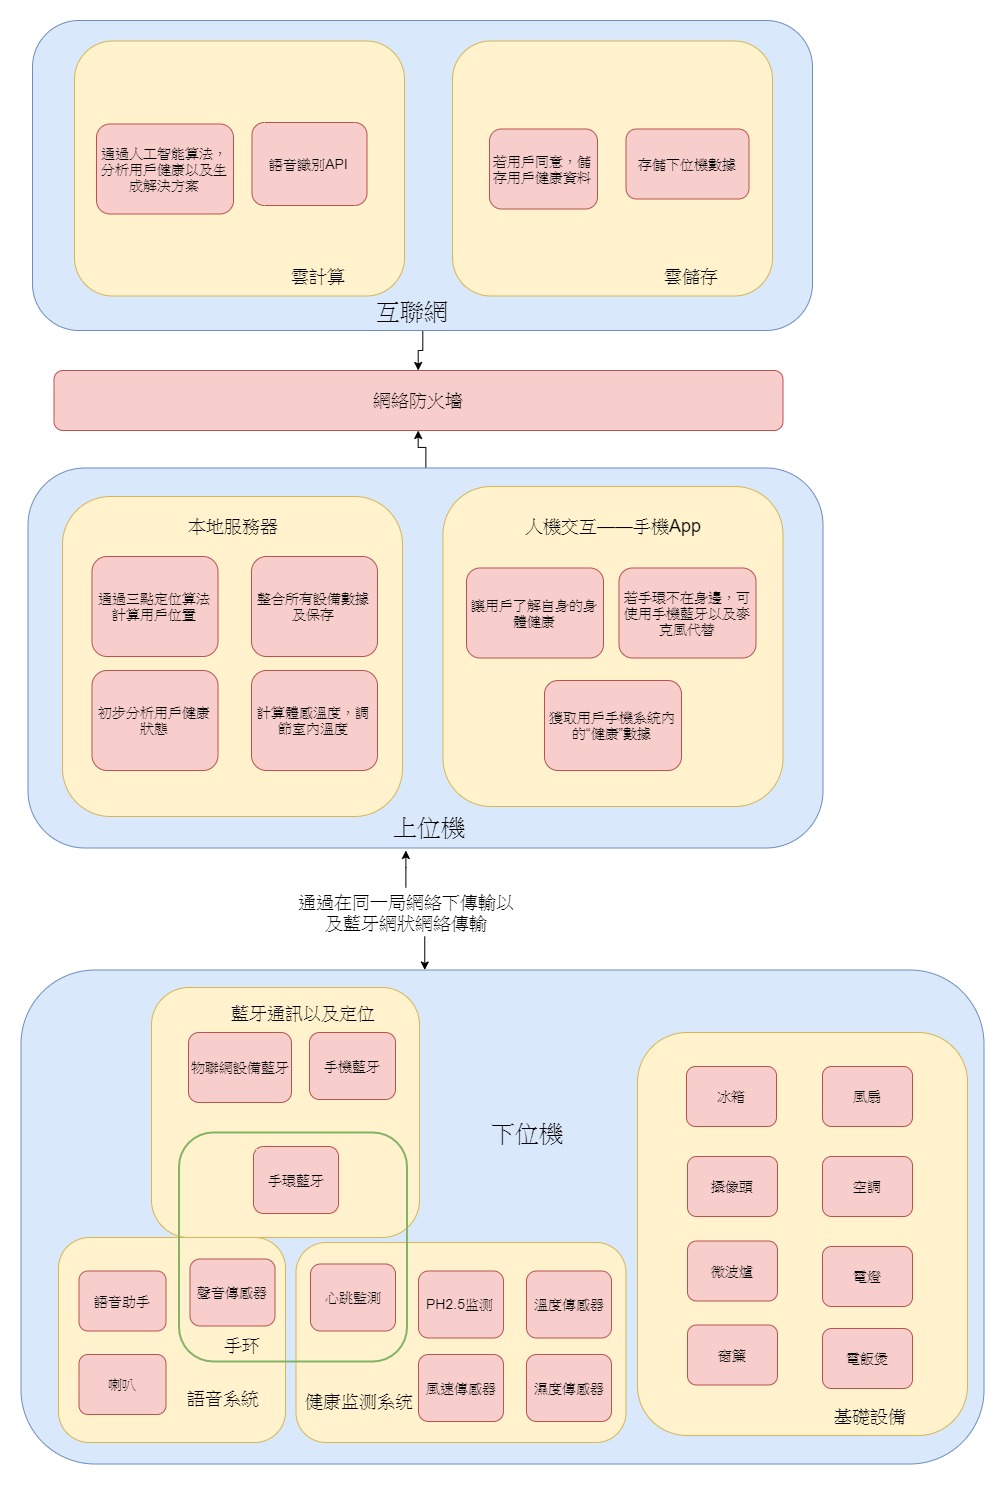 通過人工智能算法，
分析用戶健康以及生
成解決方案
語音識別API
雲計算
若用戶同意，儲
存用戶健康資料
存儲下位機數據
雲儲存
互聯網
網絡防火墻
本地服務器
通過三點定位算法
計算用戶位置
整合所有設備數據
及保存
初步分析用戶健康
狀態
計算體感溫度，調
節室內溫度
人機交互——手機App
讓用戶了解自身的身
體健康
若手環不在身邊，可
使用手機藍牙以及麥
克風代替
獲取用戶手機系統內
的“健康”數據
上位機
通過在同一局網絡下傳輸以
及藍牙網狀網絡傳輸
下位機
藍牙通訊以及定位
物聯網設備藍牙
手機藍牙
手環藍牙
語音助手
聲音傳感器
手环
喇叭
語音系統
心跳監測
PH2.5监测
溫度傳感器
風速傳感器
濕度傳感器
健康监测系统
冰箱
風扇
攝像頭
空調
微波爐
電燈
窗簾
電飯煲
基礎設備